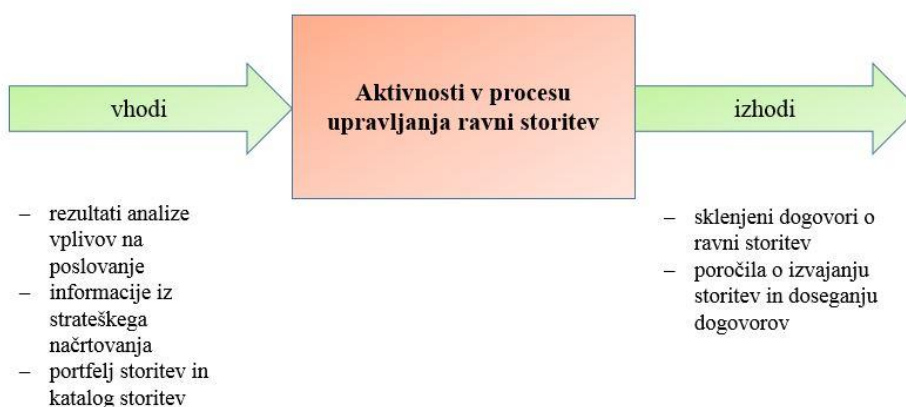 vhodi
Aktivnosti v procesu
upravljanja ravni storitev
izhodi
– rezultati analize
vplivov na
poslovanje
– informacije iz
strateškega
načrtovanja
– portfelj storitev in
katalog storitev
– sklenjeni dogovori o
ravni storitev
– poročila o izvajanju
storitev in doseganju
dogovorov